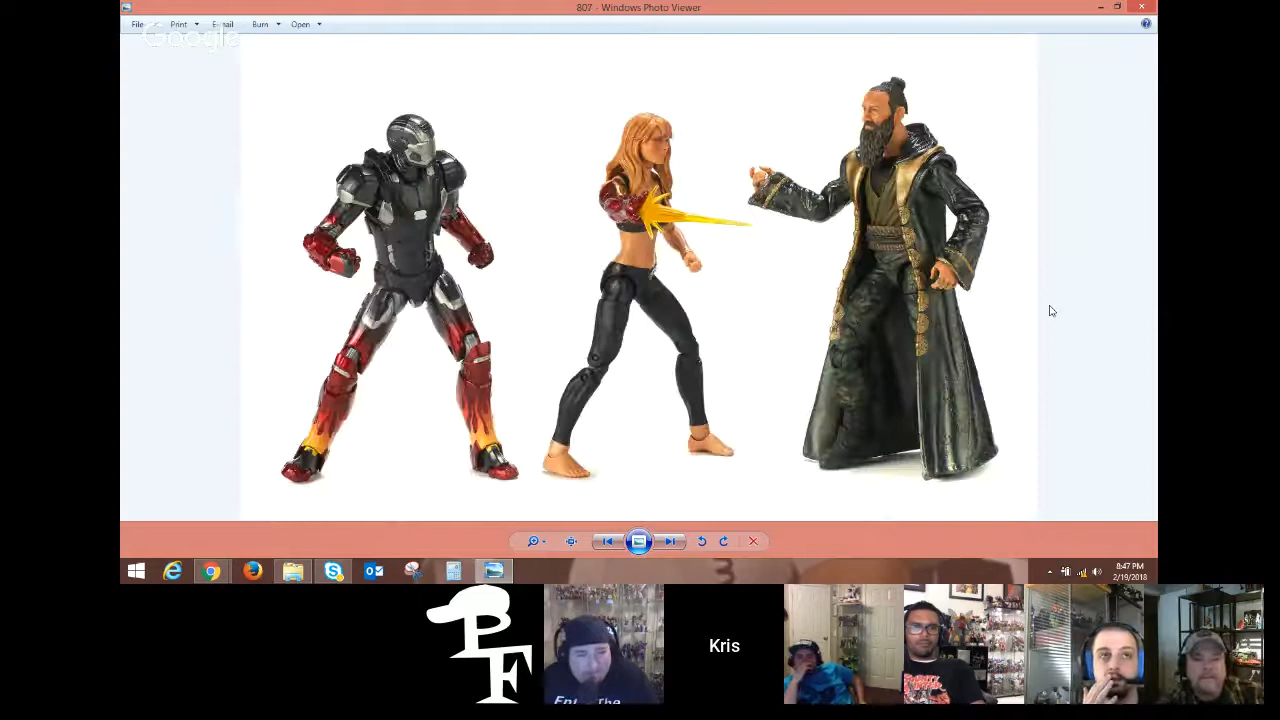 807 - Windows Photo Viewer
File Print E-mail Burn Open
Google
8:47 PM
2/19/2018
PF
Kris